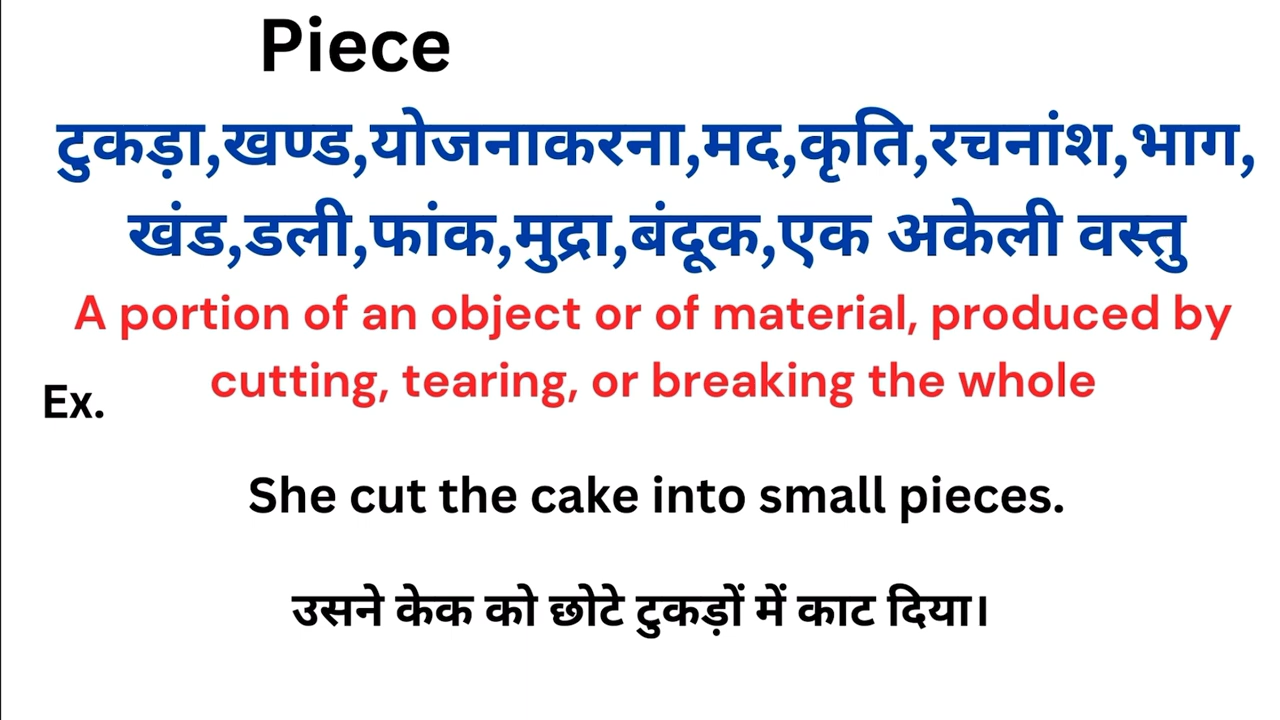 Piece
टुकड़ा,खण्ड,योजनाकरना,मद,कृति,रचनांश,भाग,
खंड,डली,फांक,मुद्रा,बंदूक,एक अकेली वस्तु
A portion of an object or of material, produced by
cutting, tearing, or breaking the whole
Ex.
She cut the cake into small pieces.
उसने केक को छोटे टुकड़ों में काट दिया।